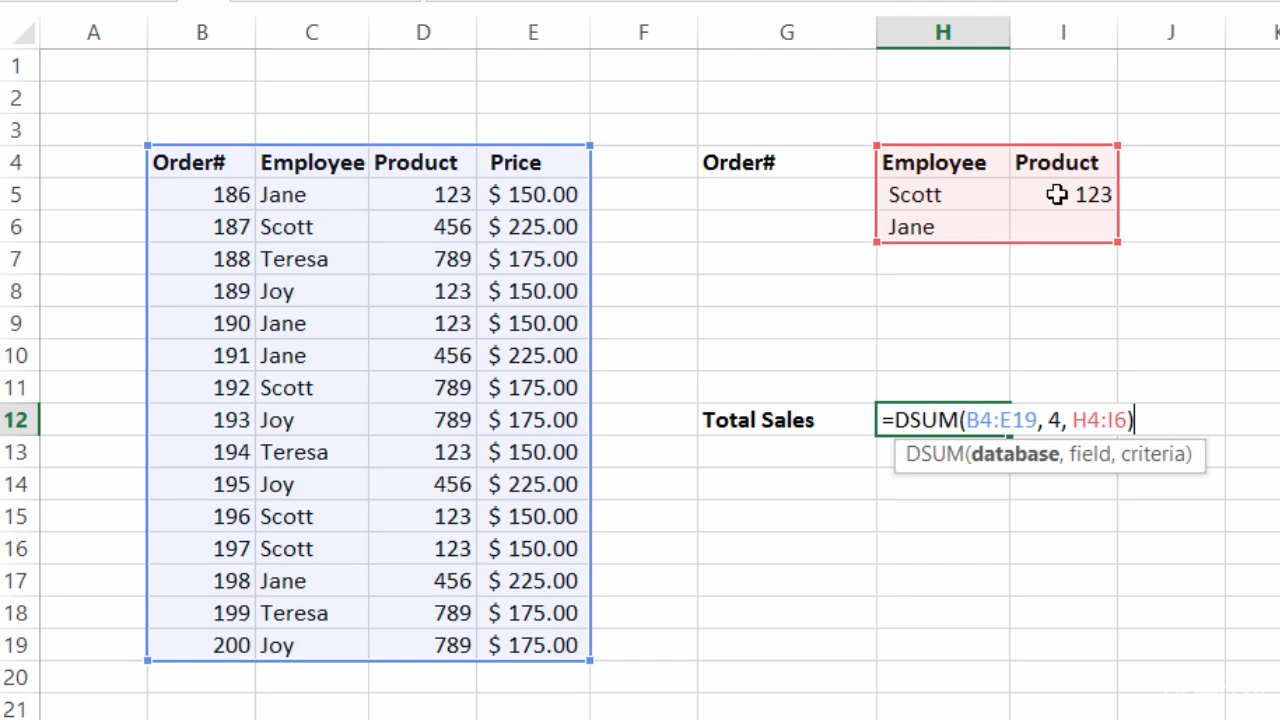 A B C D E F G H I J K
1
2
3
4 Order# Employee Product Price Order# Employee Product
5 186 Jane 123 $ 150.00 Scott 123
6 187 Scott 456 $ 225.00 Jane
7 188 Teresa 789 $ 175.00
8 189 Joy 123 $ 150.00
9 190 Jane 123 $ 150.00
10 191 Jane 456 $ 225.00
11 192 Scott 789 $ 175.00
12 193 Joy 789 $ 175.00 Total Sales =DSUM(B4:E19, 4, H4:I6)
13 194 Teresa 123 $ 150.00 DSUM(database, field, criteria)
14 195 Joy 456 $ 225.00
15 196 Scott 123 $ 150.00
16 197 Scott 123 $ 150.00
17 198 Jane 456 $ 225.00
18 199 Teresa 789 $ 175.00
19 200 Joy 789 $ 175.00
20
21